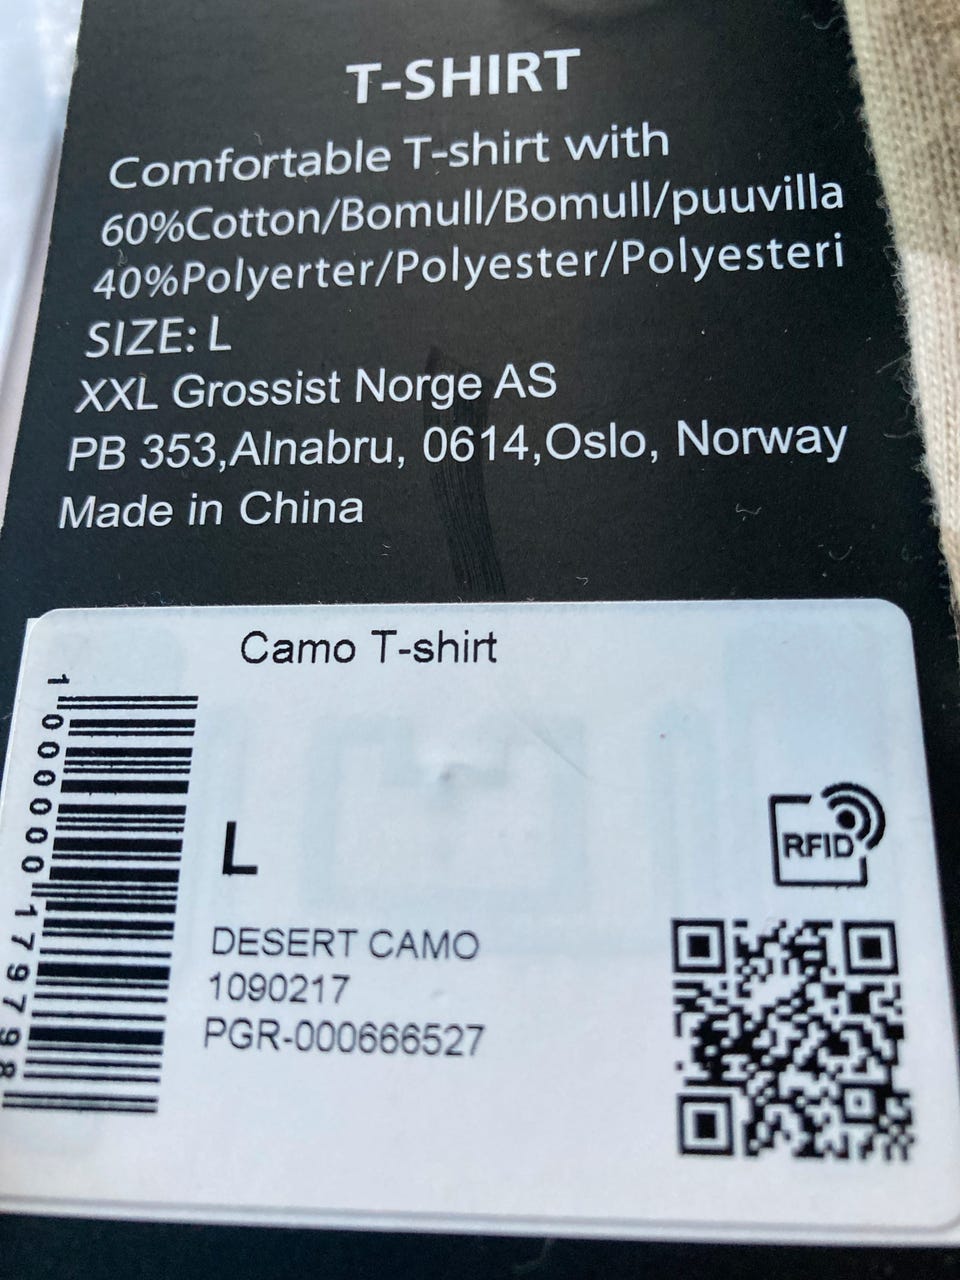 T-SHIRT
Comfortable T-shirt with
60%Cotton/Bomull/Bomull/puuvilla
40%Polyerter/Polyester/Polyesteri
SIZE: L
XXL Grossist Norge AS
PB 353,Alnabru, 0614,Oslo, Norway
Made in China
Camo T-shirt
1000000179798
L
RFID
DESERT CAMO
1090217
PGR-000666527